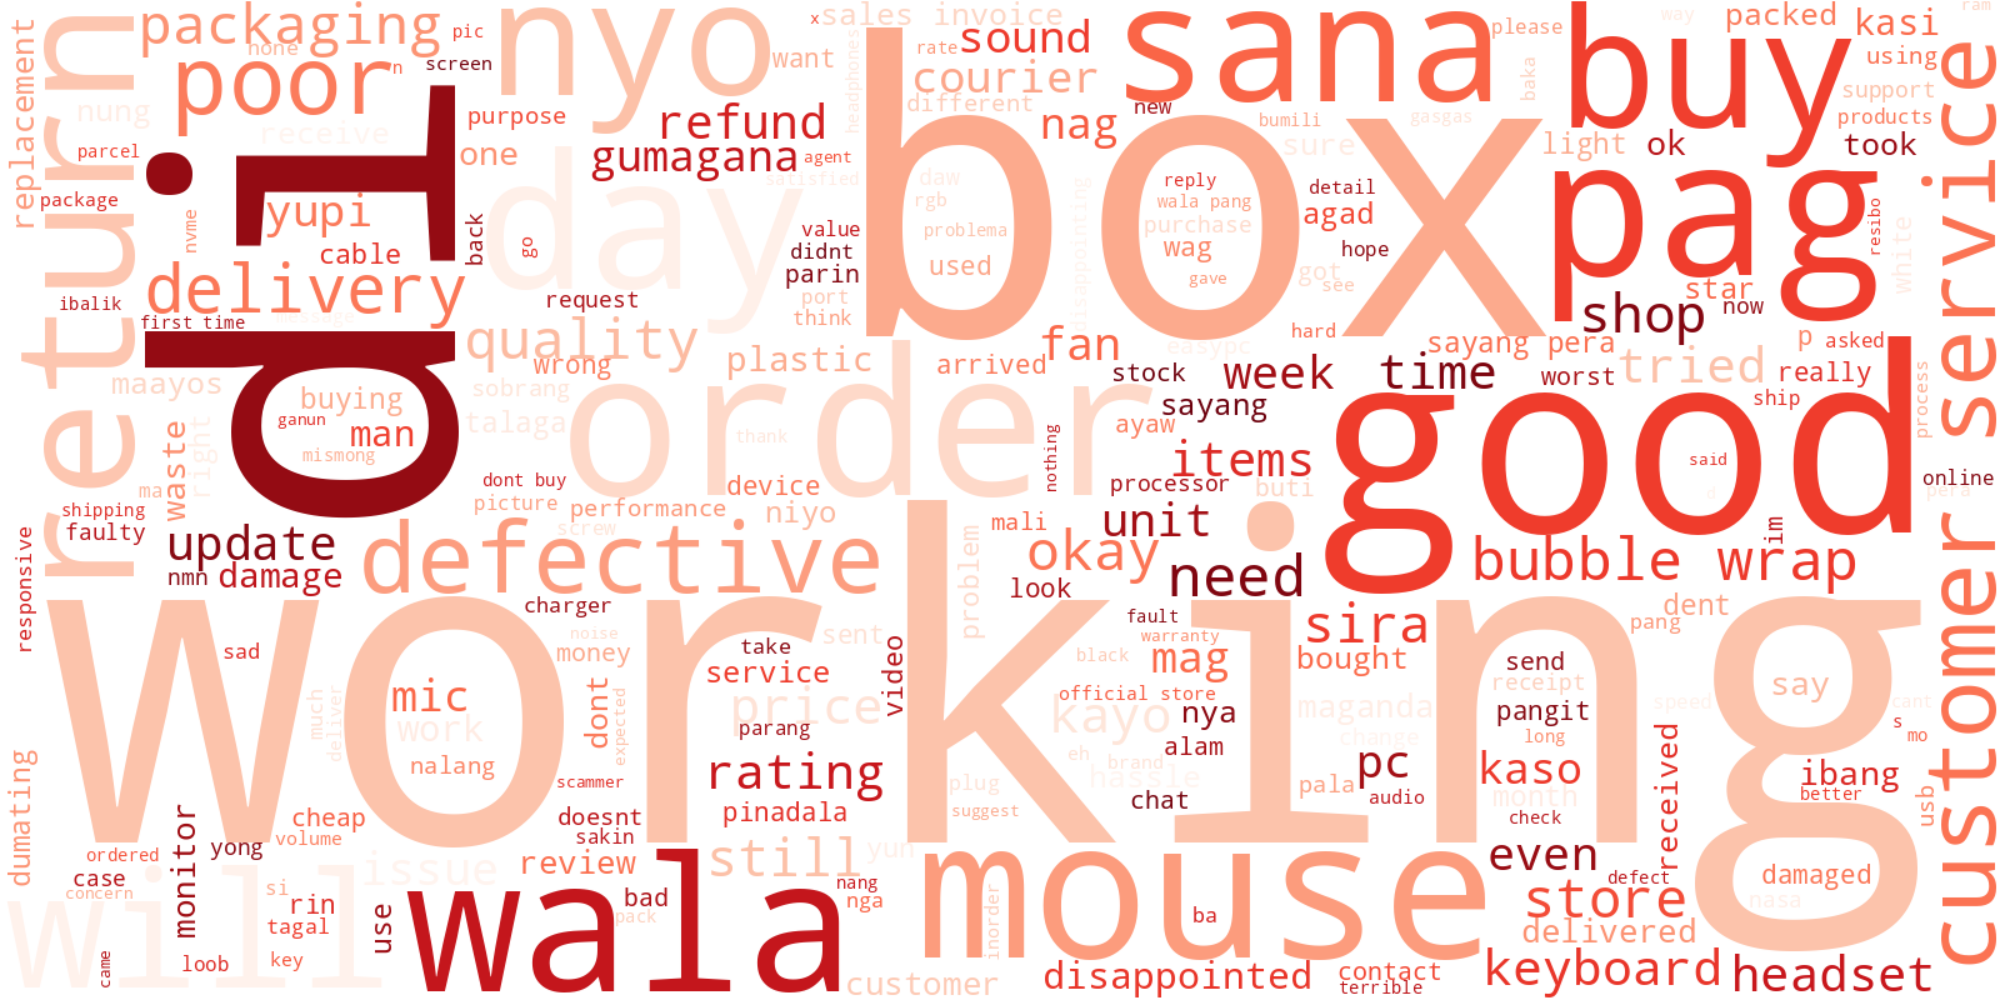 replacement
return
packaging
none
pic
poor
n
screen
nung
receive
nyo
want
purpose
one
x
sales invoice
headphones
rate
sound
courier
different
refund
gumagana
agent
satisfied
day
box
nag
sana
new
bumili
gasgas
please
baka
buy
way
packed
kasi
ram
using
support
products
sure
light
ok
took
customer service
parcel
package
nvme
dl
i
yupi
cable
back
go
delivery
ibalik
first time
request
value
didnt
parin
port
think
daw
rgb
problema
used
disappointing
reply
wala pang
purchase
wag
gave
detail
agad
hope
got
see
pag
resibo
white
star
shop
now
hard
quality
wrong
plastic
arrived
fan
easypc
sayang pera
p
asked
process
maayos
buying
ganun
man
mismong
sobrang
talaga
order
thank
stock
week
time
worst
tried
really
ship
sayang
ayaw
good
said
waste
right
ma
shipping
faulty
dont buy
picture
performance
screw
device
niyo
nothing
items
processor
buti
online
pera
mali
unit
im
update
nmn
damage
defective
responsive
problem
okay
look
need
bubble wrap
working
charger
noise
money
sad
mic
work
nalang
dont
expected
scammer
sent
take
service
price
parang
video
rating
pinadala
fault
warranty
black
mag
official store
kayo
nya
alam
eh
brand
hassle
chat
plug
suggest
sira
bought
maganda
change
pala
pc
audio
dent
pang
send
receipt
pangit
long
kaso
month
check
speed
received
say
cant
s
mo
ibang
better
usb
much
deliver
dumating
monitor
yong
cheap
volume
doesnt
sakin
ordered
case
concern
came
will
si
rin
tagal
key
loob
issue
use
wala
review
bad
pack
still
yun
nang
nga
customer
mouse
inorder
ba
disappointed
contact
terrible
even
store
defect
delivered
keyboard
headset
damaged
nasa